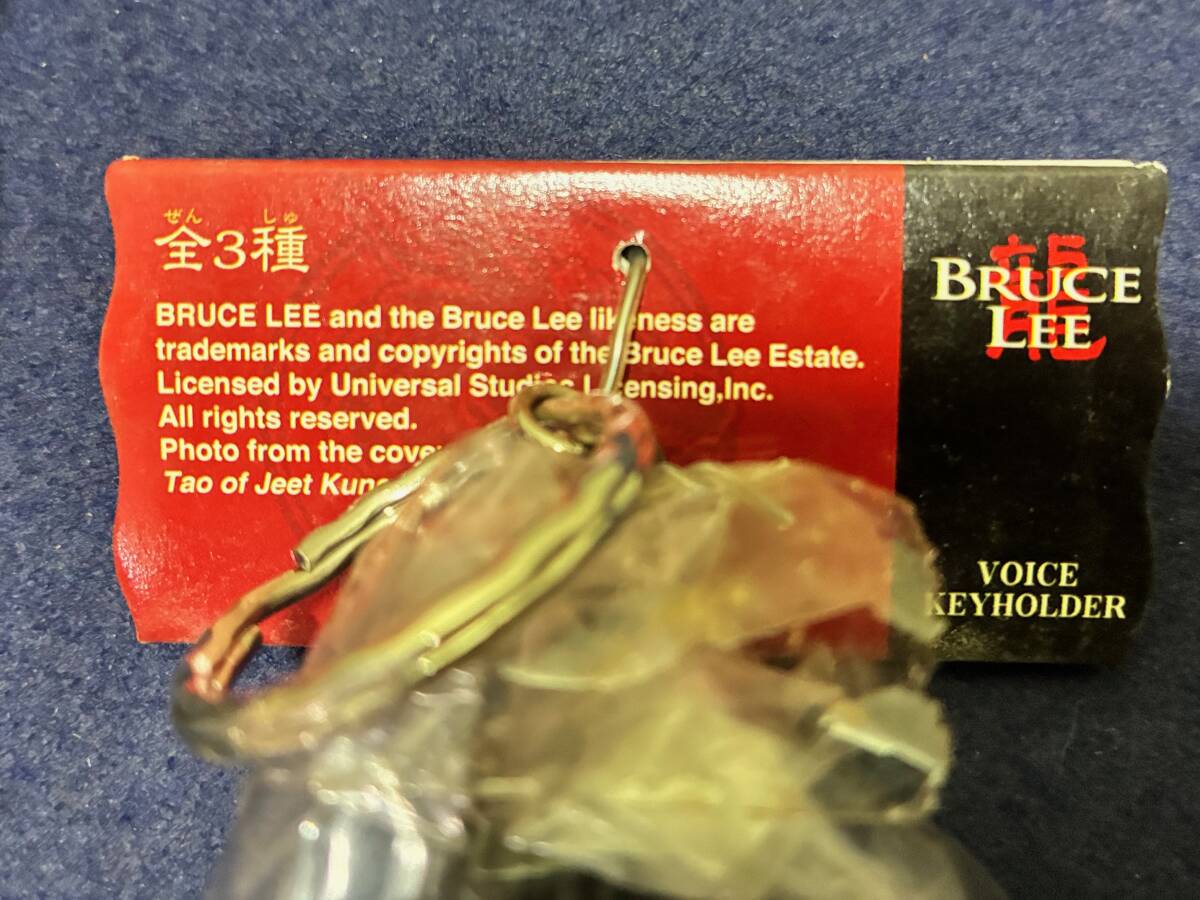 ぜん しゅ
全3種
BRUCE LEE and the Bruce Lee likeness are
trademarks and copyrights of the Bruce Lee Estate.
Licensed by Universal Studios Licensing,Inc.
All rights reserved.
Photo from the cover
Tao of Jeet Kune
龍
BRUCE
LEE
VOICE
KEYHOLDER